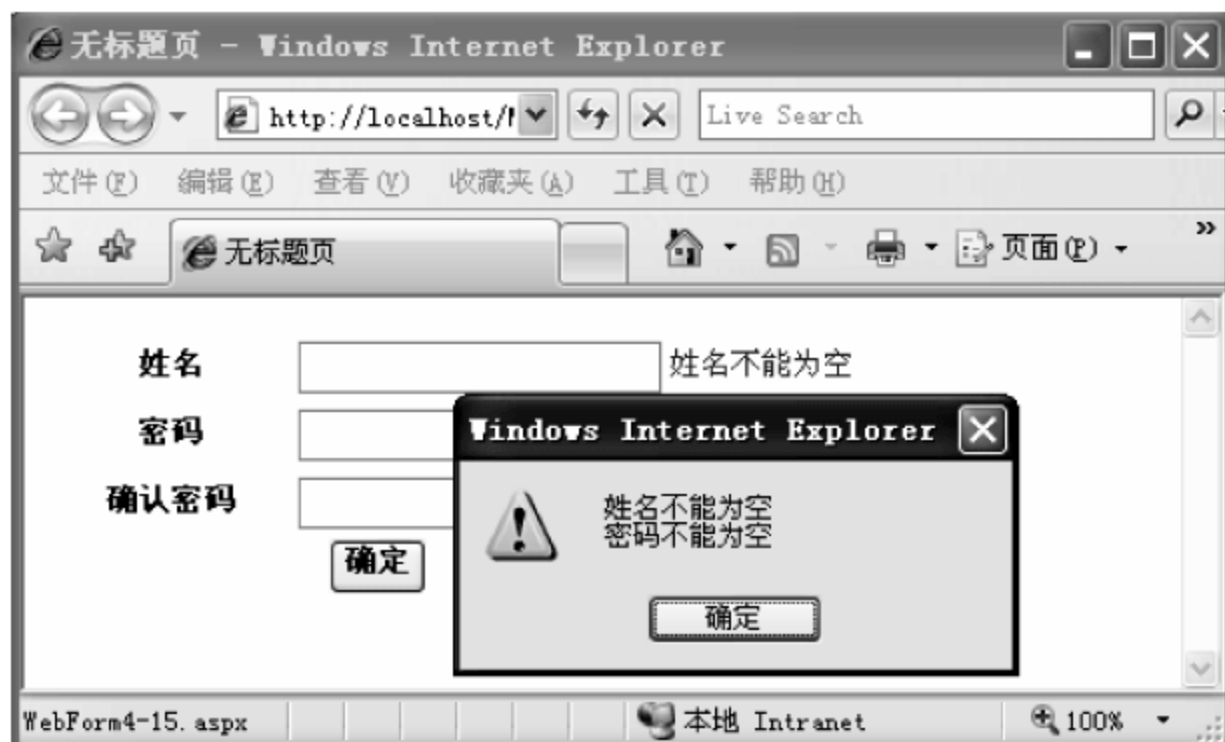 无标题页 - Windows Internet Explorer
http://localhost/
Live Search
文件(F) 编辑(E) 查看(V) 收藏夹(A) 工具(T) 帮助(H)
无标题页
页面(P)
»
姓名
姓名不能为空
密码
确认密码
确定
Windows Internet Explorer
姓名不能为空
密码不能为空
确定
WebForm4-15.aspx
本地 Intranet
100%